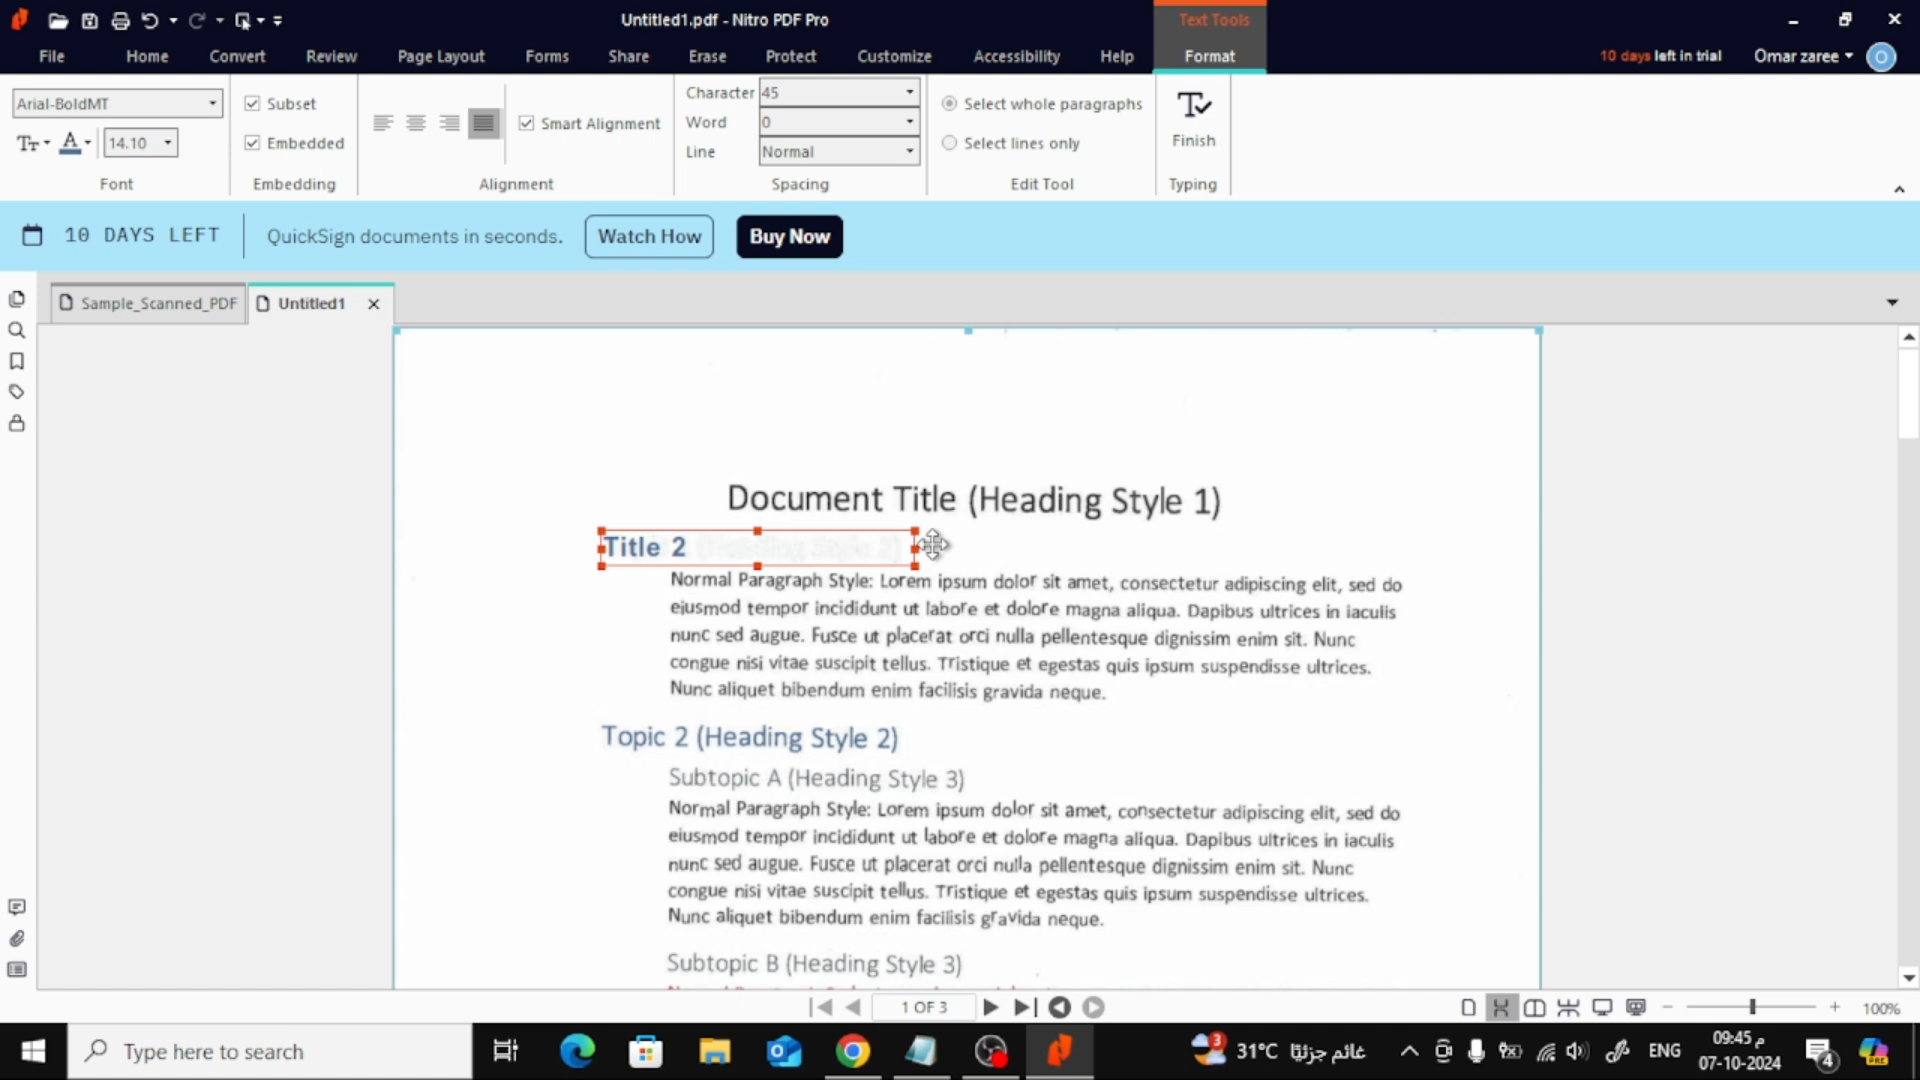 Untitled1.pdf - Nitro PDF Pro
Text Tools
File Home Convert Review Page Layout Forms Share Erase Protect Customize Accessibility Help Format
10 days left in trial
Omar zaree
O
Arial-BoldMT
14.10
Font
Subset
Embedded
Embedding
Smart Alignment
Alignment
Character 45
Word 0
Line Normal
Spacing
Select whole paragraphs
Select lines only
Edit Tool
Finish
Typing
10 DAYS LEFT
QuickSign documents in seconds.
Watch How
Buy Now
Sample_Scanned_PDF
Untitled1
Document Title (Heading Style 1)
Title 2
(Heading Style 2)
Normal Paragraph Style: Lorem ipsum dolor sit amet, consectetur adipiscing elit, sed do
eiusmod tempor incididunt ut labore et dolore magna aliqua. Dapibus ultrices in iaculis
nunc sed augue. Fusce ut placerat orci nulla pellentesque dignissim enim sit. Nunc
congue nisi vitae suscipit tellus. Tristique et egestas quis ipsum suspendisse ultrices.
Nunc aliquet bibendum enim facilisis gravida neque.
Topic 2 (Heading Style 2)
Subtopic A (Heading Style 3)
Normal Paragraph Style: Lorem ipsum dolor sit amet, consectetur adipiscing elit, sed do
eiusmod tempor incididunt ut labore et dolore magna aliqua. Dapibus ultrices in iaculis
nunc sed augue. Fusce ut placerat orci nulla pellentesque dignissim enim sit. Nunc
congue nisi vitae suscipit tellus. Tristique et egestas quis ipsum suspendisse ultrices.
Nunc aliquet bibendum enim facilisis gravida neque.
Subtopic B (Heading Style 3)
1 OF 3
100%
Type here to search
3
31°C غائم جزئيًا
ENG
09:45 م
07-10-2024
4
PRE